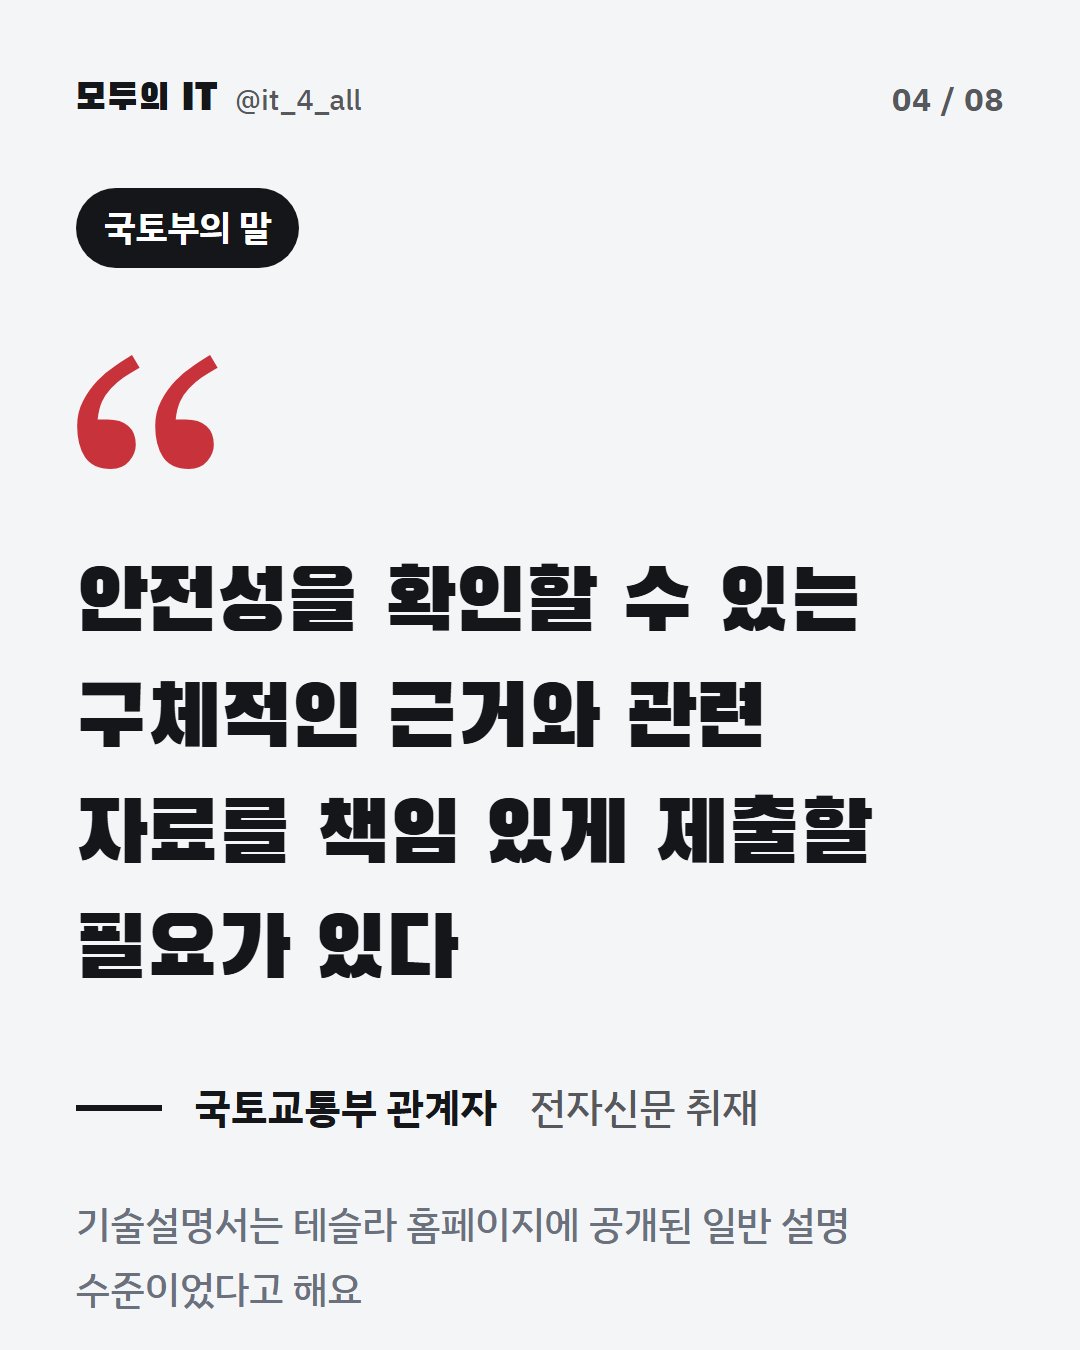 모두의 IT @it_4_all 04 / 08
국토부의 말
“
안전성을 확인할 수 있는
구체적인 근거와 관련
자료를 책임 있게 제출할
필요가 있다
국토교통부 관계자 전자신문 취재
기술설명서는 테슬라 홈페이지에 공개된 일반 설명
수준이었다고 해요